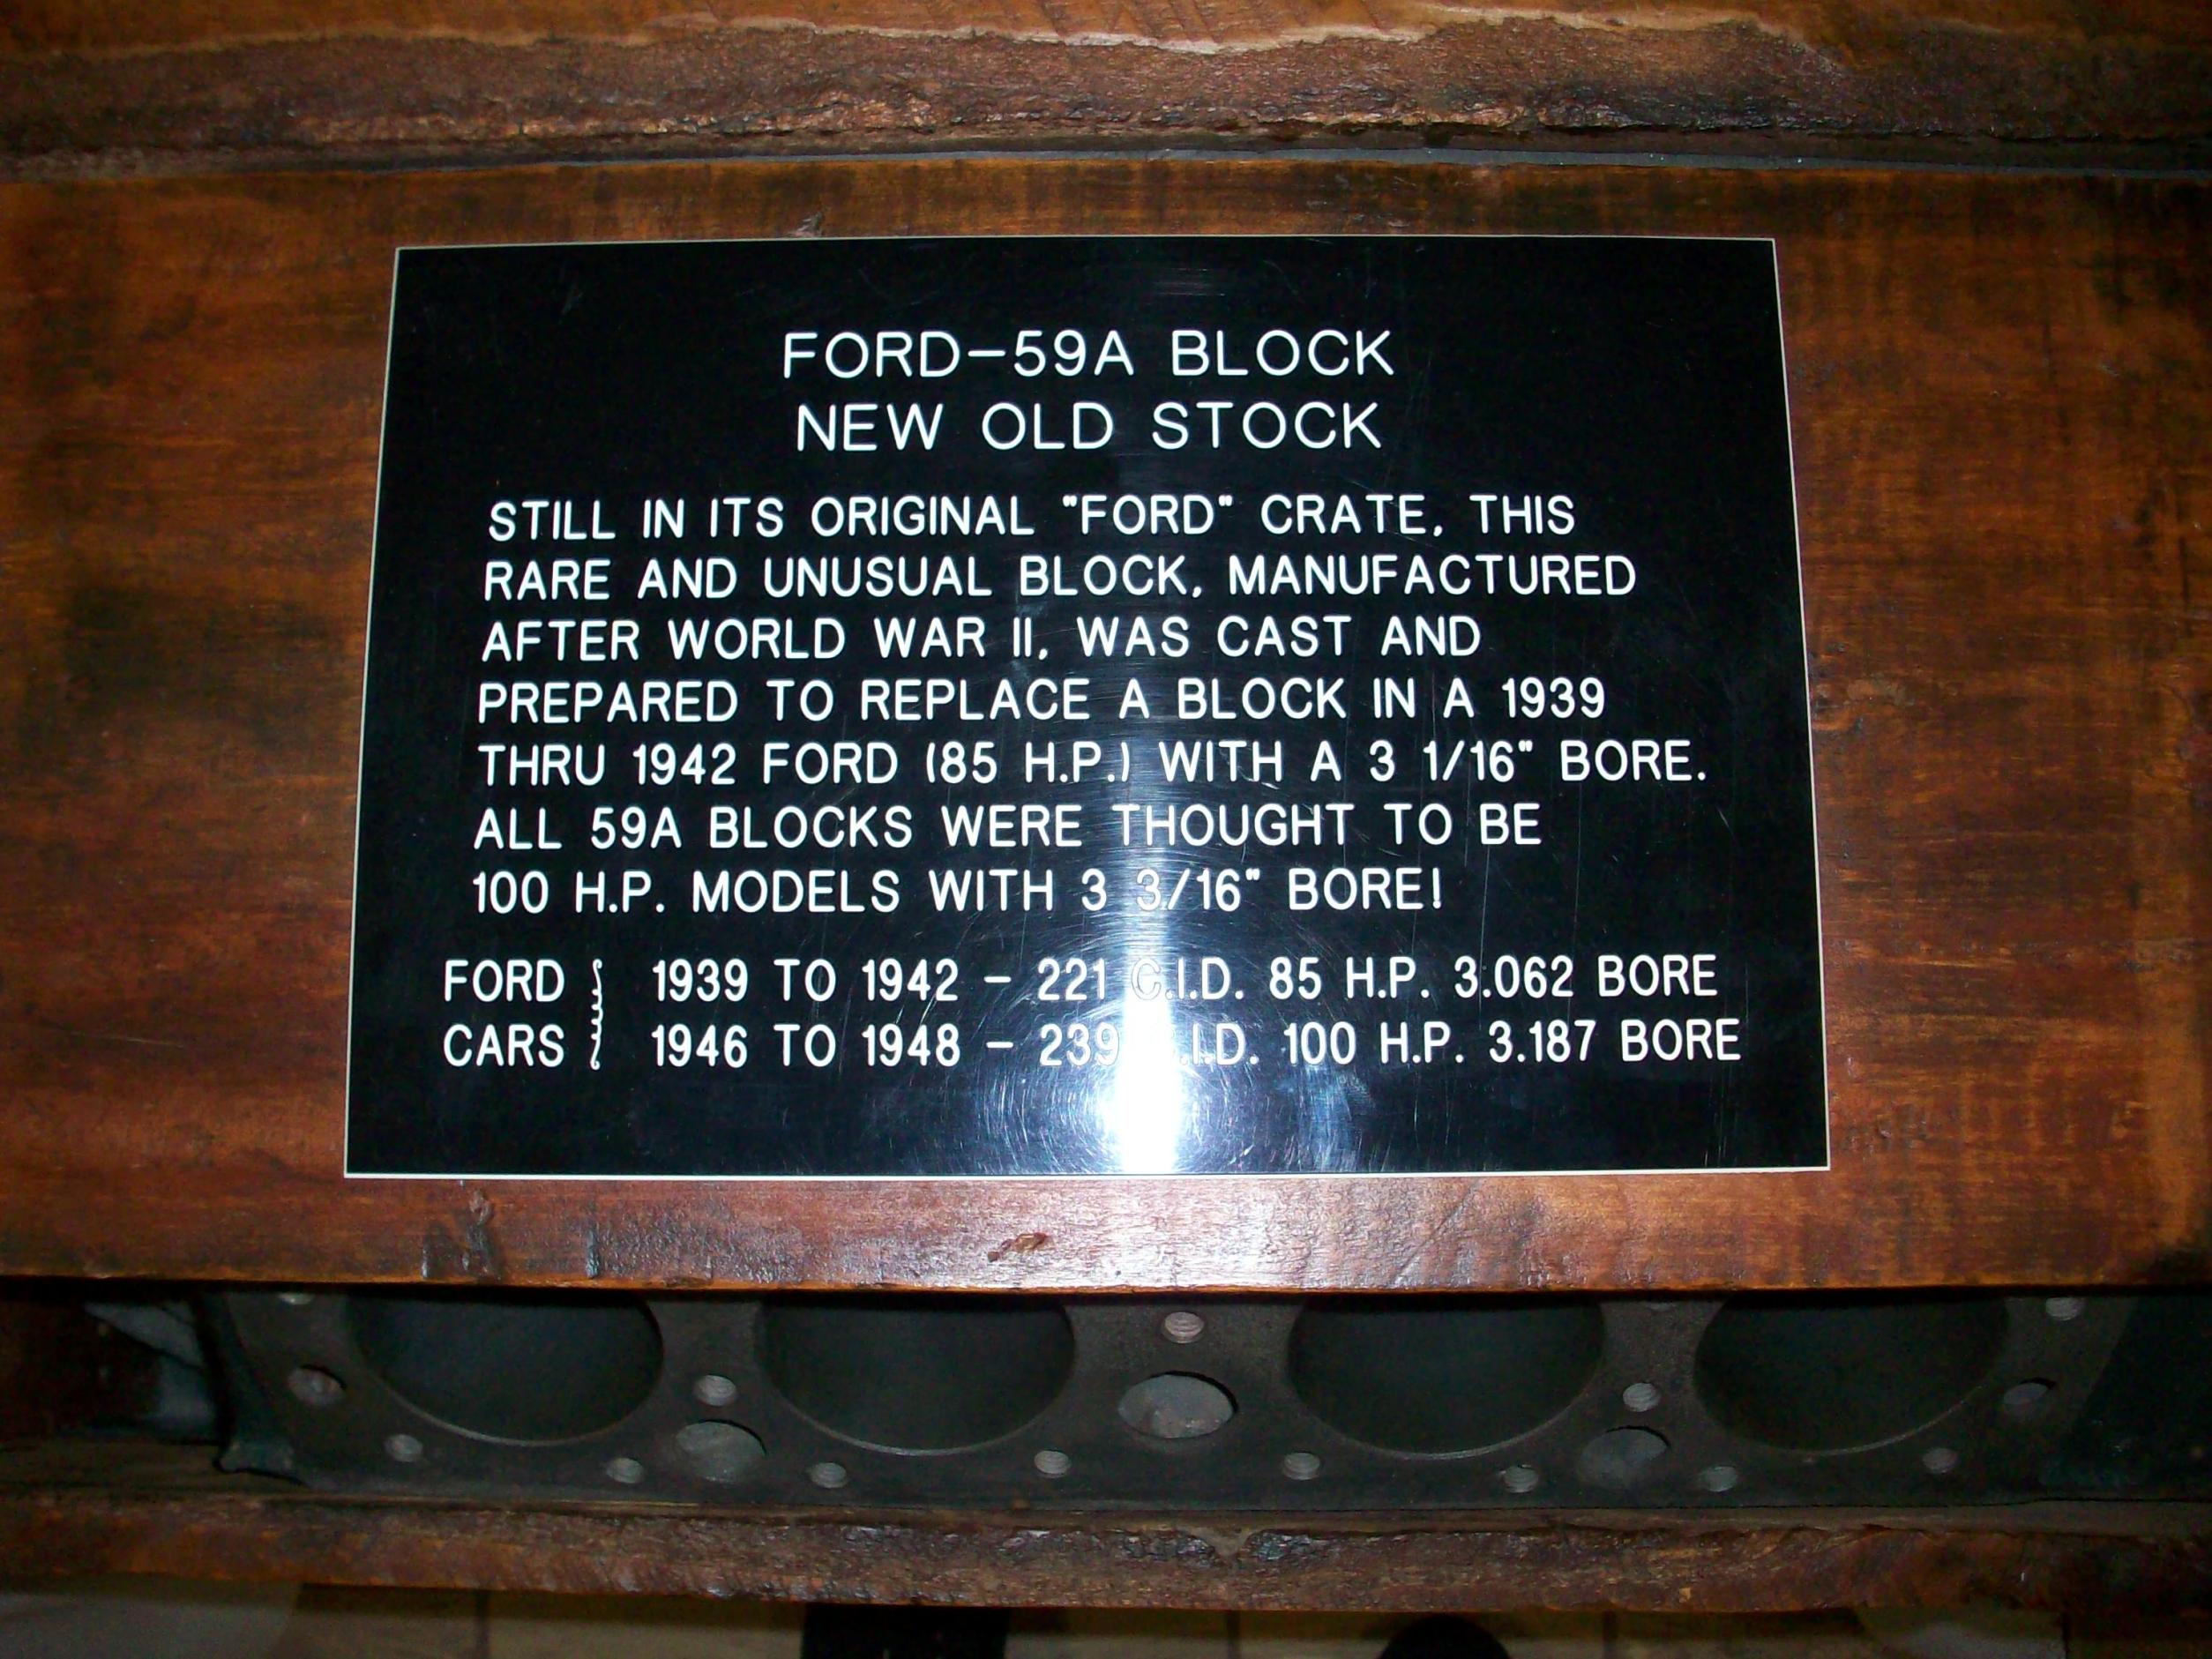 FORD-59A BLOCK
NEW OLD STOCK
STILL IN ITS ORIGINAL "FORD" CRATE, THIS
RARE AND UNUSUAL BLOCK, MANUFACTURED
AFTER WORLD WAR II, WAS CAST AND
PREPARED TO REPLACE A BLOCK IN A 1939
THRU 1942 FORD (85 H.P.) WITH A 3 1/16" BORE.
ALL 59A BLOCKS WERE THOUGHT TO BE
100 H.P. MODELS WITH 3 3/16" BORE!
FORD } 1939 TO 1942 - 221 C.I.D. 85 H.P. 3.062 BORE
CARS } 1946 TO 1948 - 239 C.I.D. 100 H.P. 3.187 BORE